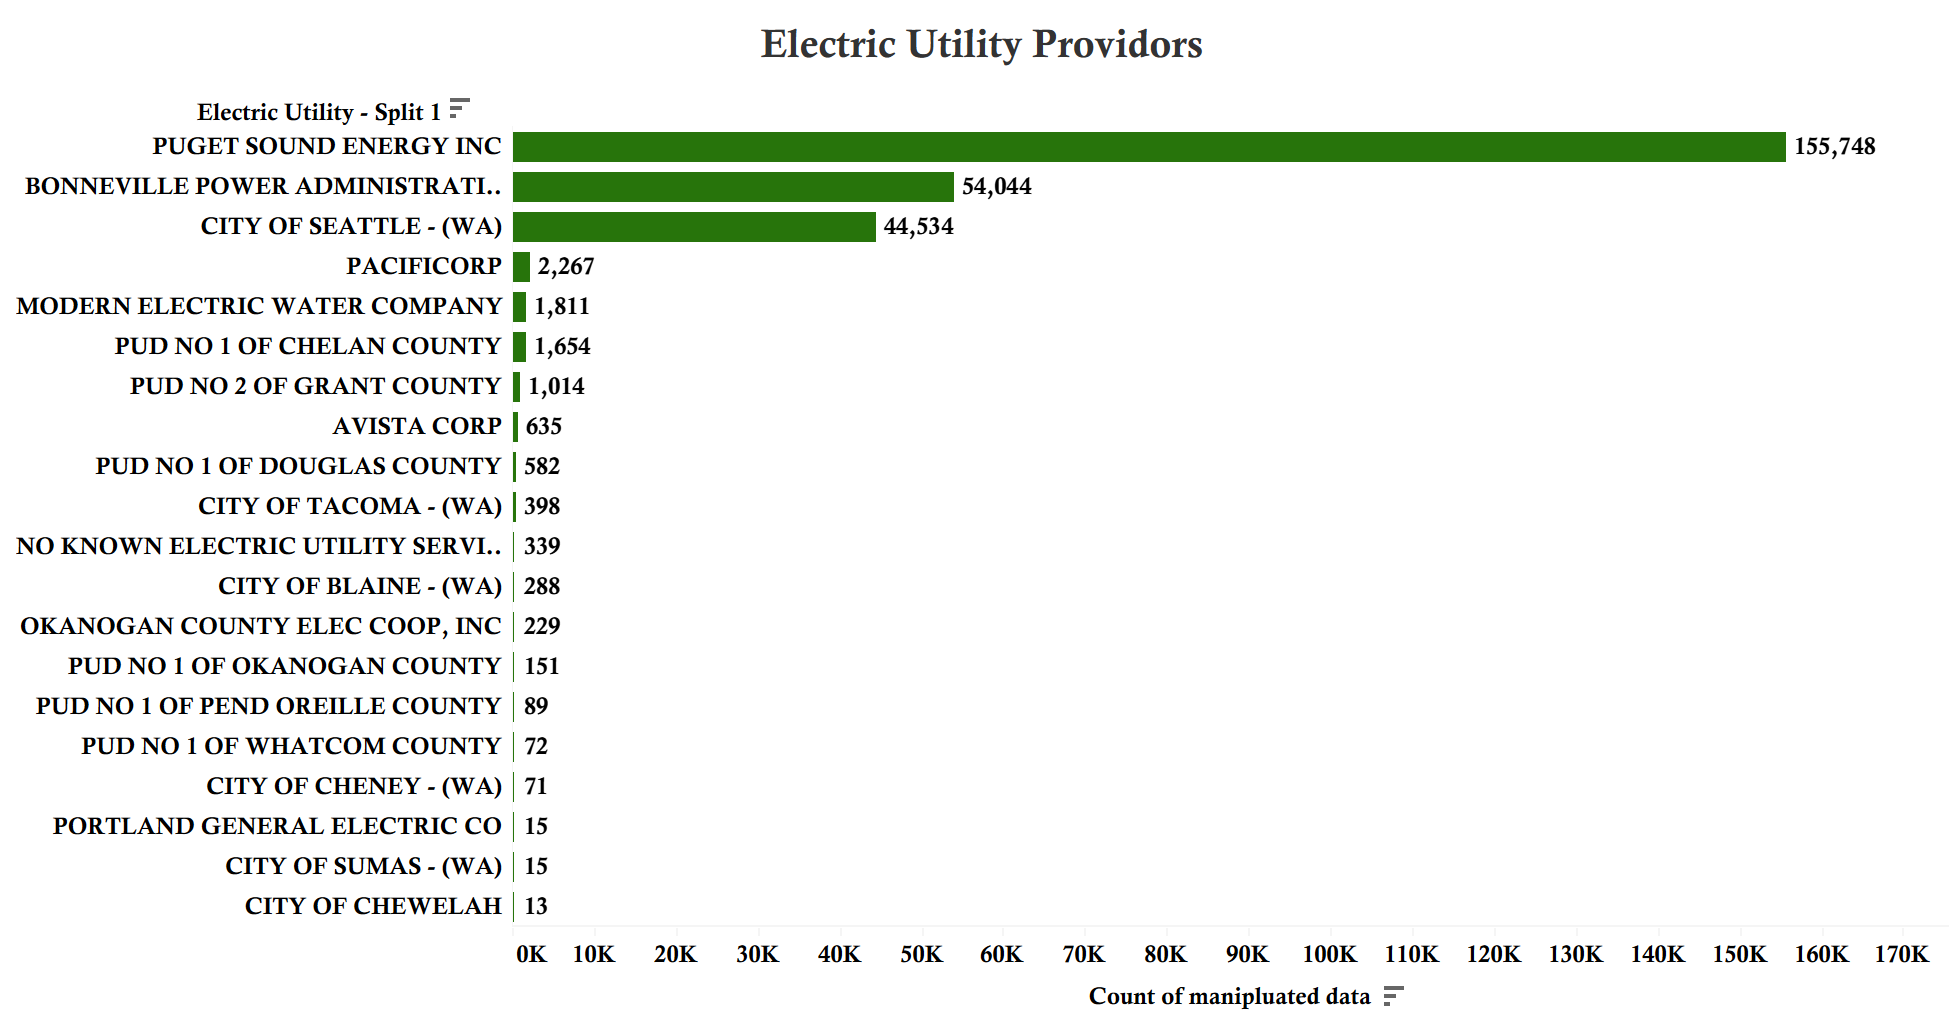 Electric Utility Providors
Electric Utility - Split 1
PUGET SOUND ENERGY INC 155,748
BONNEVILLE POWER ADMINISTRATI.. 54,044
CITY OF SEATTLE - (WA) 44,534
PACIFICORP 2,267
MODERN ELECTRIC WATER COMPANY 1,811
PUD NO 1 OF CHELAN COUNTY 1,654
PUD NO 2 OF GRANT COUNTY 1,014
AVISTA CORP 635
PUD NO 1 OF DOUGLAS COUNTY 582
CITY OF TACOMA - (WA) 398
NO KNOWN ELECTRIC UTILITY SERVI.. 339
CITY OF BLAINE - (WA) 288
OKANOGAN COUNTY ELEC COOP, INC 229
PUD NO 1 OF OKANOGAN COUNTY 151
PUD NO 1 OF PEND OREILLE COUNTY 89
PUD NO 1 OF WHATCOM COUNTY 72
CITY OF CHENEY - (WA) 71
PORTLAND GENERAL ELECTRIC CO 15
CITY OF SUMAS - (WA) 15
CITY OF CHEWELAH 13
0K 10K 20K 30K 40K 50K 60K 70K 80K 90K 100K 110K 120K 130K 140K 150K 160K 170K
Count of manipluated data